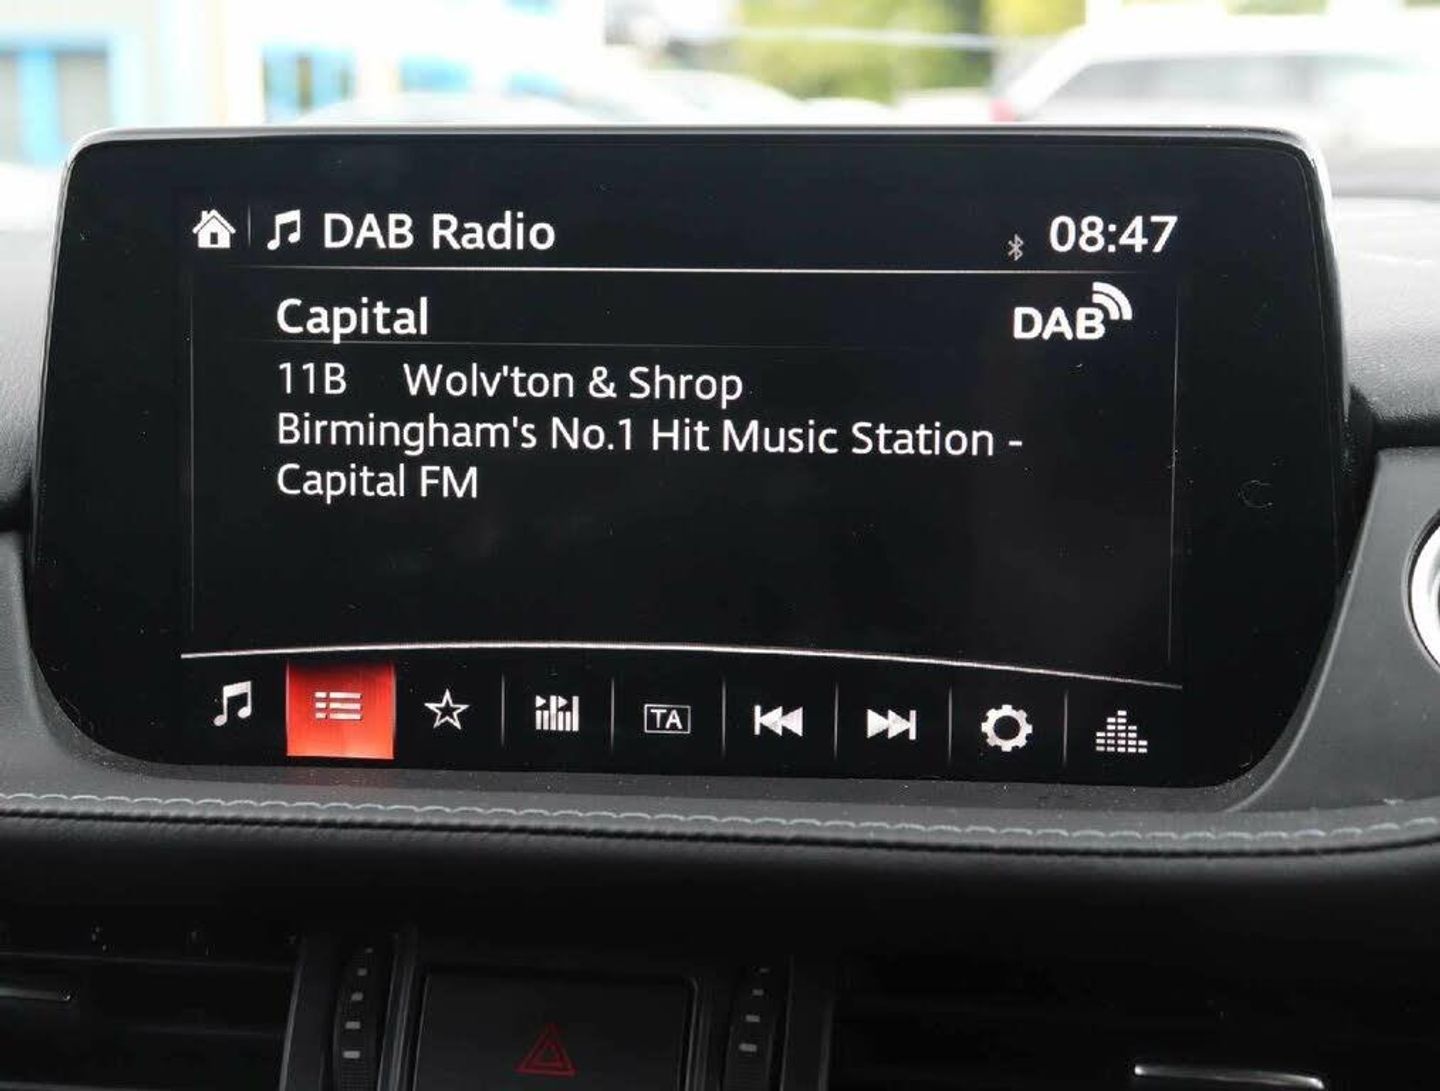 DAB Radio 08:47
Capital DAB
11B Wolv'ton & Shrop
Birmingham's No.1 Hit Music Station -
Capital FM
TA